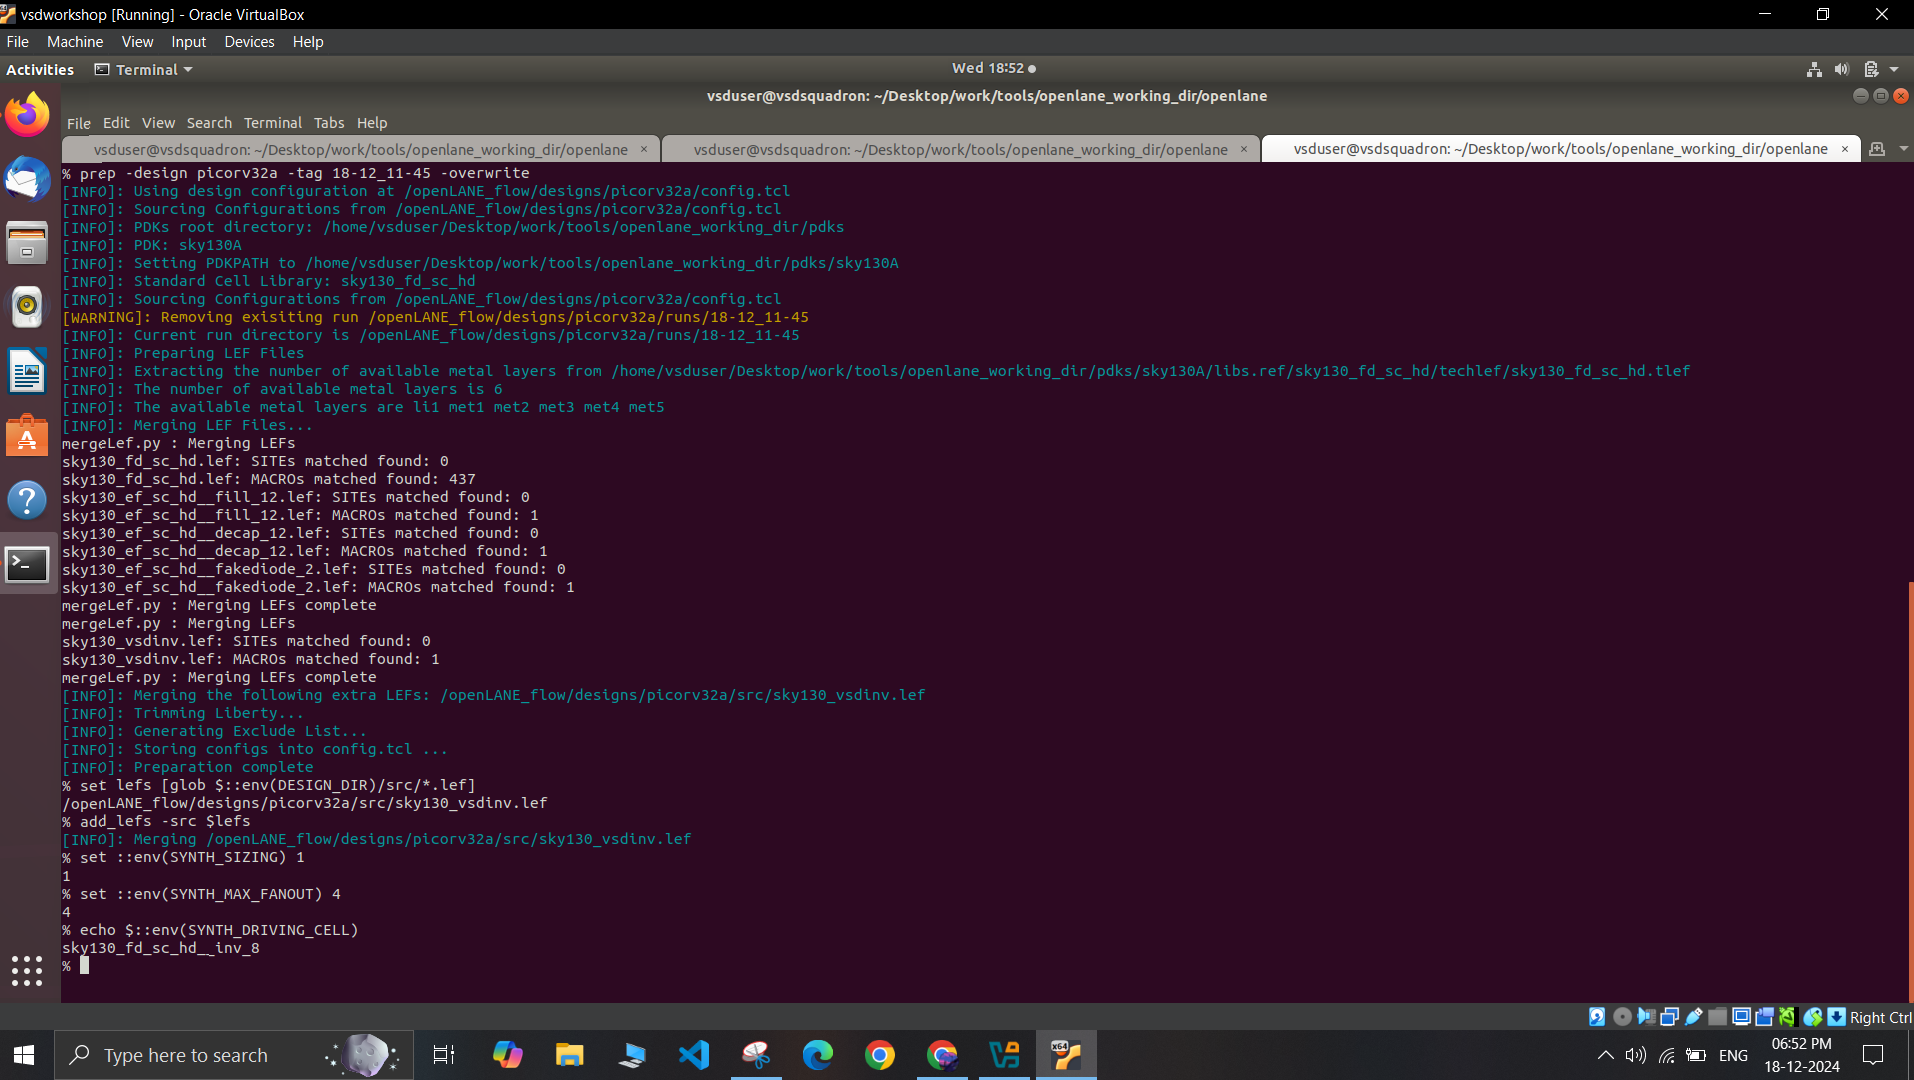 vsdworkshop [Running] - Oracle VirtualBox
File Machine View Input Devices Help
Activities Terminal Wed 18:52
vsduser@vsdsquadron: ~/Desktop/work/tools/openlane_working_dir/openlane
File Edit View Search Terminal Tabs Help
vsduser@vsdsquadron: ~/Desktop/work/tools/openlane_working_dir/openlane × vsduser@vsdsquadron: ~/Desktop/work/tools/openlane_working_dir/openlane × vsduser@vsdsquadron: ~/Desktop/work/tools/openlane_working_dir/openlane ×
% prep -design picorv32a -tag 18-12_11-45 -overwrite
[INFO]: Using design configuration at /openLANE_flow/designs/picorv32a/config.tcl
[INFO]: Sourcing Configurations from /openLANE_flow/designs/picorv32a/config.tcl
[INFO]: PDKs root directory: /home/vsduser/Desktop/work/tools/openlane_working_dir/pdks
[INFO]: PDK: sky130A
[INFO]: Setting PDKPATH to /home/vsduser/Desktop/work/tools/openlane_working_dir/pdks/sky130A
[INFO]: Standard Cell Library: sky130_fd_sc_hd
[INFO]: Sourcing Configurations from /openLANE_flow/designs/picorv32a/config.tcl
[WARNING]: Removing exisiting run /openLANE_flow/designs/picorv32a/runs/18-12_11-45
[INFO]: Current run directory is /openLANE_flow/designs/picorv32a/runs/18-12_11-45
[INFO]: Preparing LEF Files
[INFO]: Extracting the number of available metal layers from /home/vsduser/Desktop/work/tools/openlane_working_dir/pdks/sky130A/libs.ref/sky130_fd_sc_hd/techlef/sky130_fd_sc_hd.tlef
[INFO]: The number of available metal layers is 6
[INFO]: The available metal layers are li1 met1 met2 met3 met4 met5
[INFO]: Merging LEF Files...
mergeLef.py : Merging LEFs
sky130_fd_sc_hd.lef: SITEs matched found: 0
sky130_fd_sc_hd.lef: MACROs matched found: 437
sky130_ef_sc_hd__fill_12.lef: SITEs matched found: 0
sky130_ef_sc_hd__fill_12.lef: MACROs matched found: 1
sky130_ef_sc_hd__decap_12.lef: SITEs matched found: 0
sky130_ef_sc_hd__decap_12.lef: MACROs matched found: 1
sky130_ef_sc_hd__fakediode_2.lef: SITEs matched found: 0
sky130_ef_sc_hd__fakediode_2.lef: MACROs matched found: 1
mergeLef.py : Merging LEFs complete
mergeLef.py : Merging LEFs
sky130_vsdinv.lef: SITEs matched found: 0
sky130_vsdinv.lef: MACROs matched found: 1
mergeLef.py : Merging LEFs complete
[INFO]: Merging the following extra LEFs: /openLANE_flow/designs/picorv32a/src/sky130_vsdinv.lef
[INFO]: Trimming Liberty...
[INFO]: Generating Exclude List...
[INFO]: Storing configs into config.tcl ...
[INFO]: Preparation complete
% set lefs [glob $::env(DESIGN_DIR)/src/*.lef]
/openLANE_flow/designs/picorv32a/src/sky130_vsdinv.lef
% add_lefs -src $lefs
[INFO]: Merging /openLANE_flow/designs/picorv32a/src/sky130_vsdinv.lef
% set ::env(SYNTH_SIZING) 1
1
% set ::env(SYNTH_MAX_FANOUT) 4
4
% echo $::env(SYNTH_DRIVING_CELL)
sky130_fd_sc_hd__inv_8
%
Right Ctrl
Type here to search
ENG
06:52 PM
18-12-2024